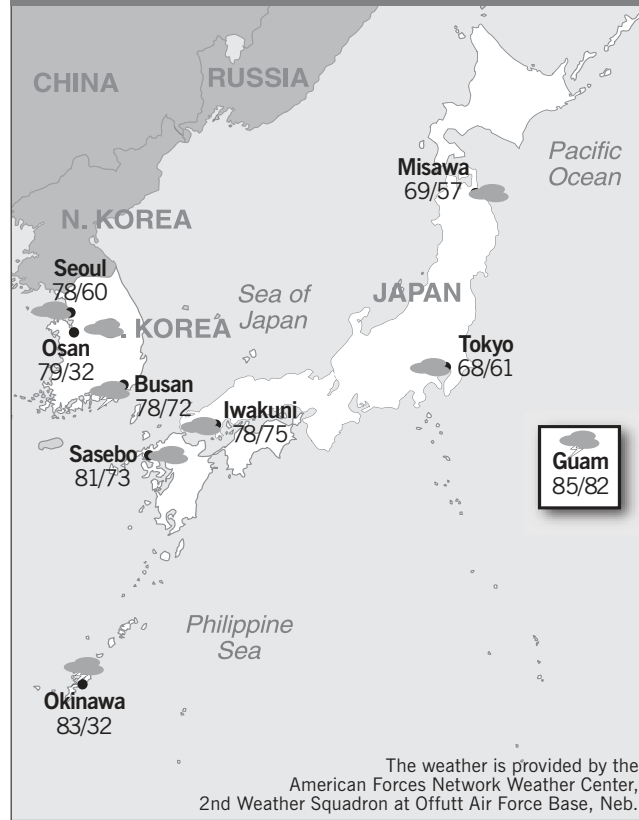 CHINA
RUSSIA
Pacific
Ocean
Misawa
69/57
N. KOREA
Seoul
78/60
Sea of
Japan
JAPAN
. KOREA
Osan
79/32
Tokyo
68/61
Busan
78/72
Iwakuni
78/75
Sasebo
81/73
Guam
85/82
Philippine
Sea
Okinawa
83/32
The weather is provided by the
American Forces Network Weather Center,
2nd Weather Squadron at Offutt Air Force Base, Neb.